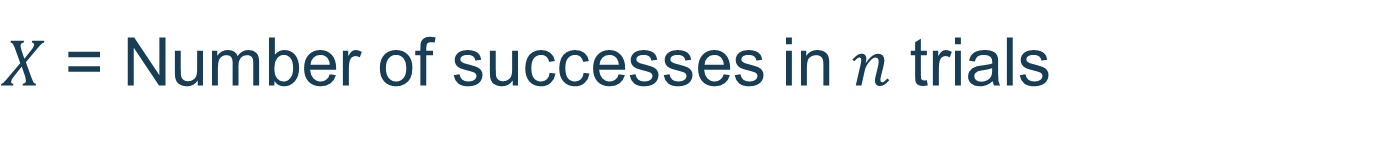 X = Number of successes in n trials